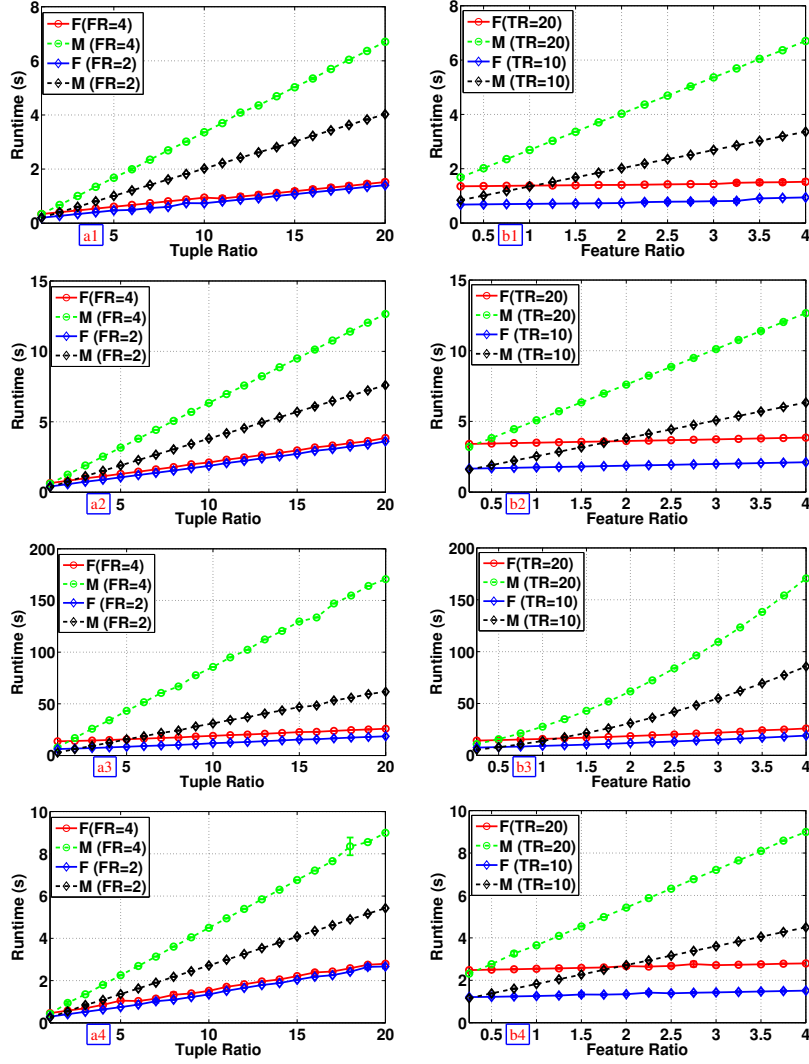 8
6
4
2
0
Runtime (s)
F(FR=4)
M (FR=4)
F (FR=2)
M (FR=2)
5 10 15 20
a1
Tuple Ratio
8
6
4
2
0
Runtime (s)
F(TR=20)
M (TR=20)
F (TR=10)
M (TR=10)
0.5 1 1.5 2 2.5 3 3.5 4
b1
Feature Ratio
15
10
5
0
Runtime (s)
F(FR=4)
M (FR=4)
F (FR=2)
M (FR=2)
5 10 15 20
a2
Tuple Ratio
15
10
5
0
Runtime (s)
F(TR=20)
M (TR=20)
F (TR=10)
M (TR=10)
0.5 1 1.5 2 2.5 3 3.5 4
b2
Feature Ratio
200
150
100
50
0
Runtime (s)
F(FR=4)
M (FR=4)
F (FR=2)
M (FR=2)
5 10 15 20
a3
Tuple Ratio
200
150
100
50
0
Runtime (s)
F(TR=20)
M (TR=20)
F (TR=10)
M (TR=10)
0.5 1 1.5 2 2.5 3 3.5 4
b3
Feature Ratio
10
8
6
4
2
0
Runtime (s)
F(FR=4)
M (FR=4)
F (FR=2)
M (FR=2)
5 10 15 20
a4
Tuple Ratio
10
8
6
4
2
0
Runtime (s)
F(TR=20)
M (TR=20)
F (TR=10)
M (TR=10)
0.5 1 1.5 2 2.5 3 3.5 4
b4
Feature Ratio